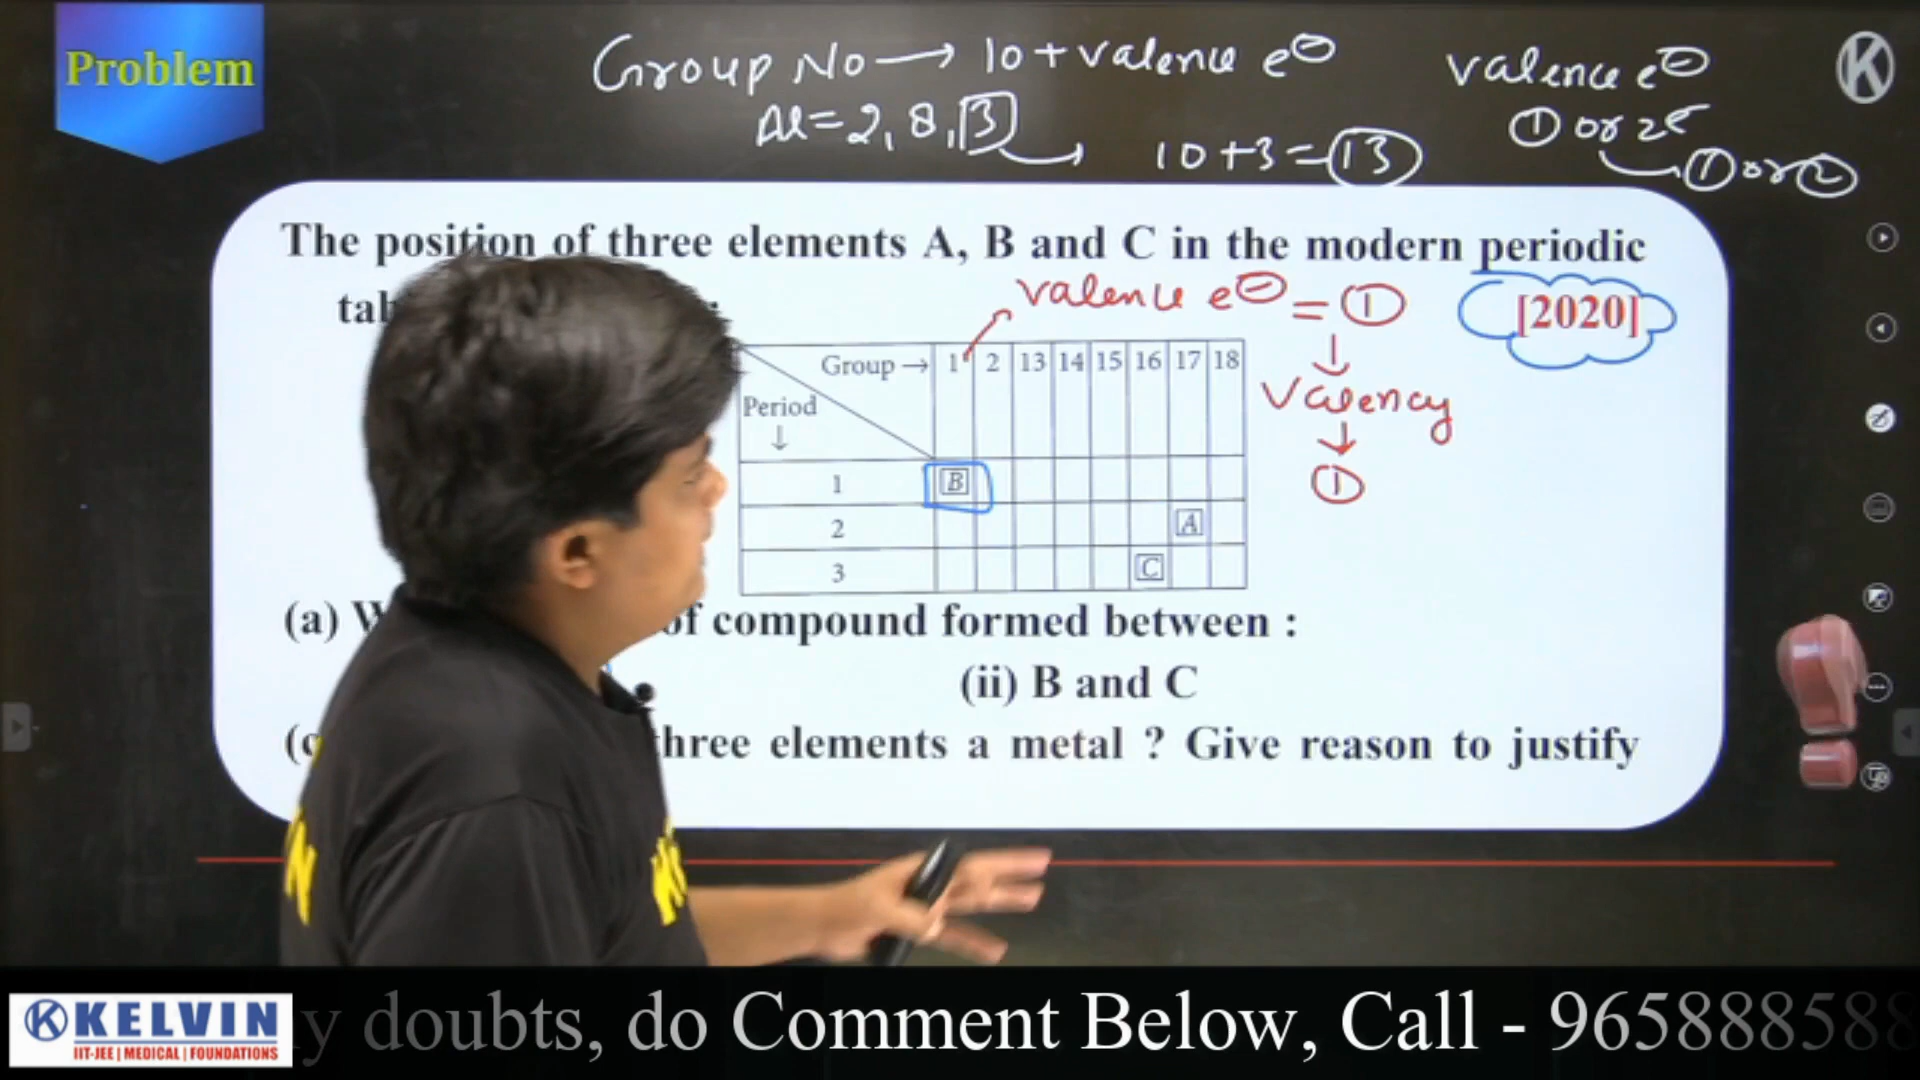 Problem
Group No → 10 + valence e⊖
Al = 2, 8, 3 → 10 + 3 = 13
valence e⊖
① or 2e⊖
① or ②
The position of three elements A, B and C in the modern periodic
valence e⊖ = ①
[2020]
Group → 1 2 13 14 15 16 17 18
Period ↓
Valency
①
1 B
2 A
3 C
(a) of compound formed between :
(ii) B and C
three elements a metal ? Give reason to justify
KELVIN
IIT-JEE | MEDICAL | FOUNDATIONS
doubts, do Comment Below, Call - 965888588